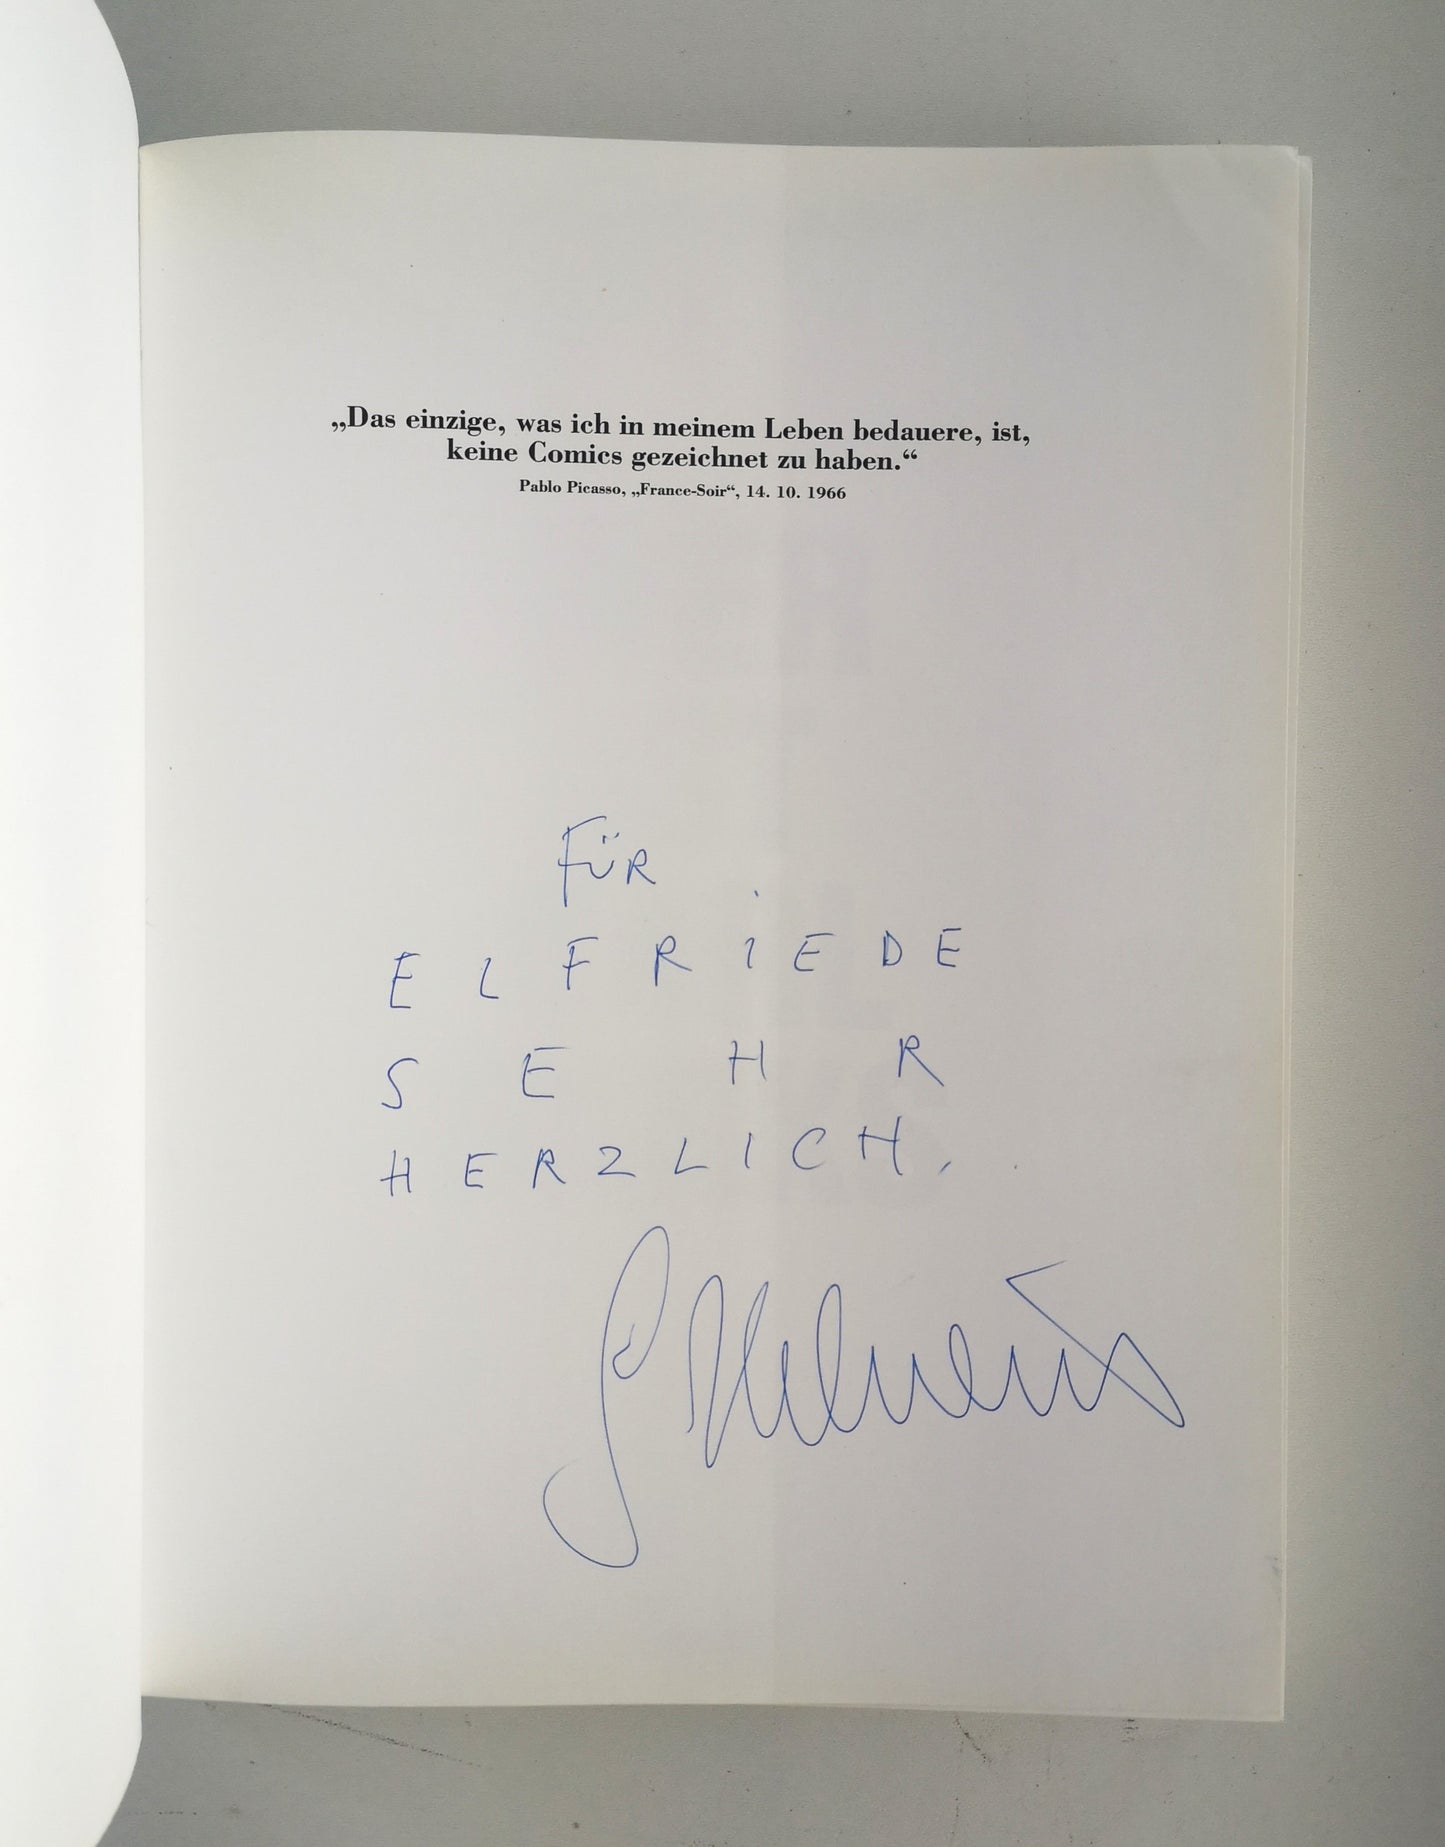 „Das einzige, was ich in meinem Leben bedauere, ist,
keine Comics gezeichnet zu haben.“
Pablo Picasso, „France-Soir“, 14. 10. 1966
FÜR
ELFRIEDE
SEHR
HERZLICH,